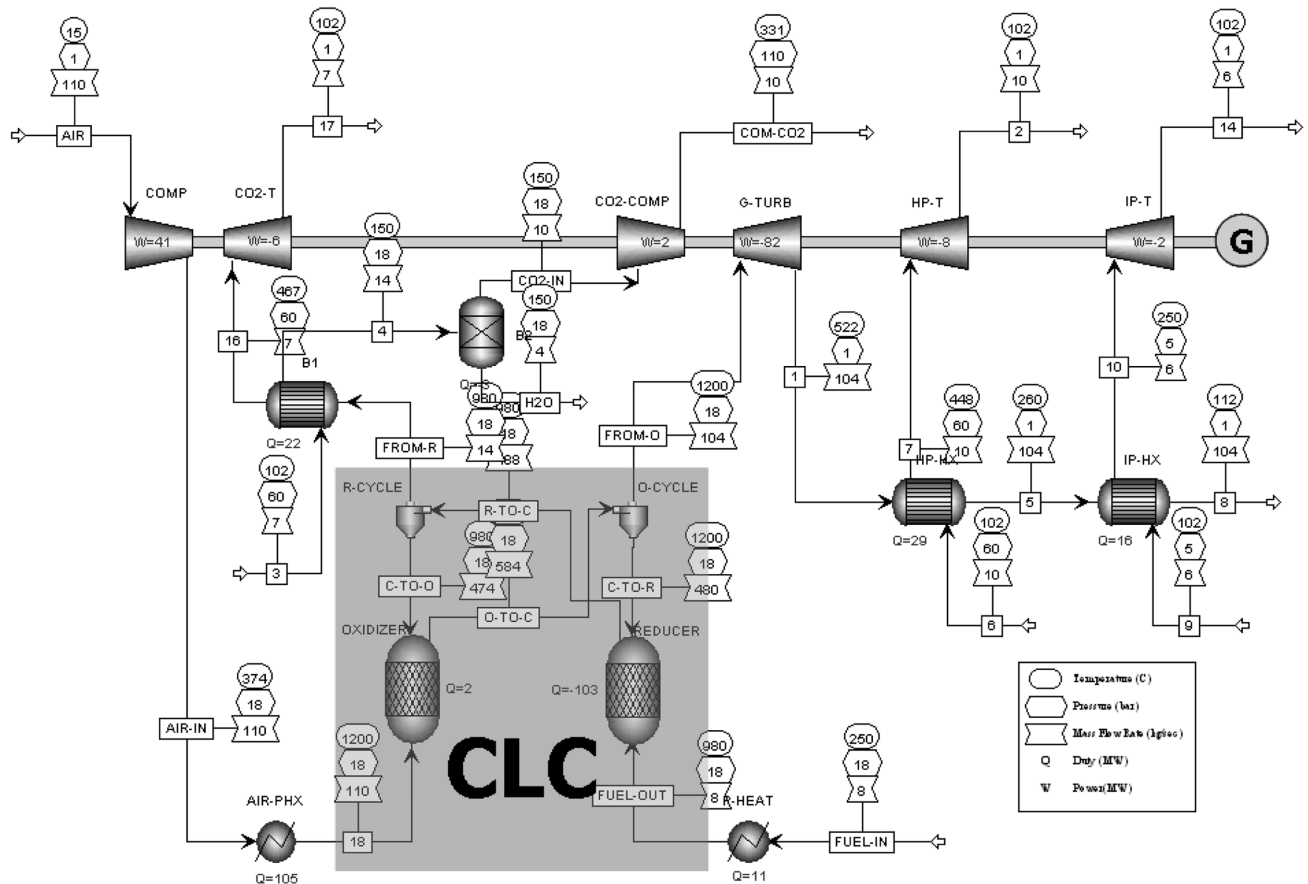 15
1
110
AIR
102
1
7
17
331
110
10
COM-CO2
102
1
10
2
102
1
6
14
COMP
CO2-T
150
18
14
150
18
10
CO2-COMP
G-TURB
HP-T
IP-T
W=41
W=-6
W=2
W=-82
W=-8
W=-2
G
CO2-IN
16
467
60
7
B1
4
B2
150
18
4
H2O
522
1
104
1
10
250
5
6
Q=22
FROM-R
980
18
14
FROM-O
1200
18
104
448
60
10
7
HP-HX
260
1
104
5
IP-HX
112
1
104
8
Q=29
Q=16
102
60
7
3
R-CYCLE
O-CYCLE
R-TO-C
980
18
474
18
584
C-TO-O
C-TO-R
1200
18
480
O-TO-C
102
60
10
6
102
5
6
9
OXIDIZER
REDUCER
Q=2
Q=-103
374
18
110
AIR-IN
1200
18
110
CLC
980
18
8
FUEL-OUT
250
18
8
AIR-PHX
18
Q=105
Q=11
FUEL-IN
Temperature (C)
Pressure (bar)
Mass Flow Rate (kg/sec)
Q Duty (MW)
W Power(MW)